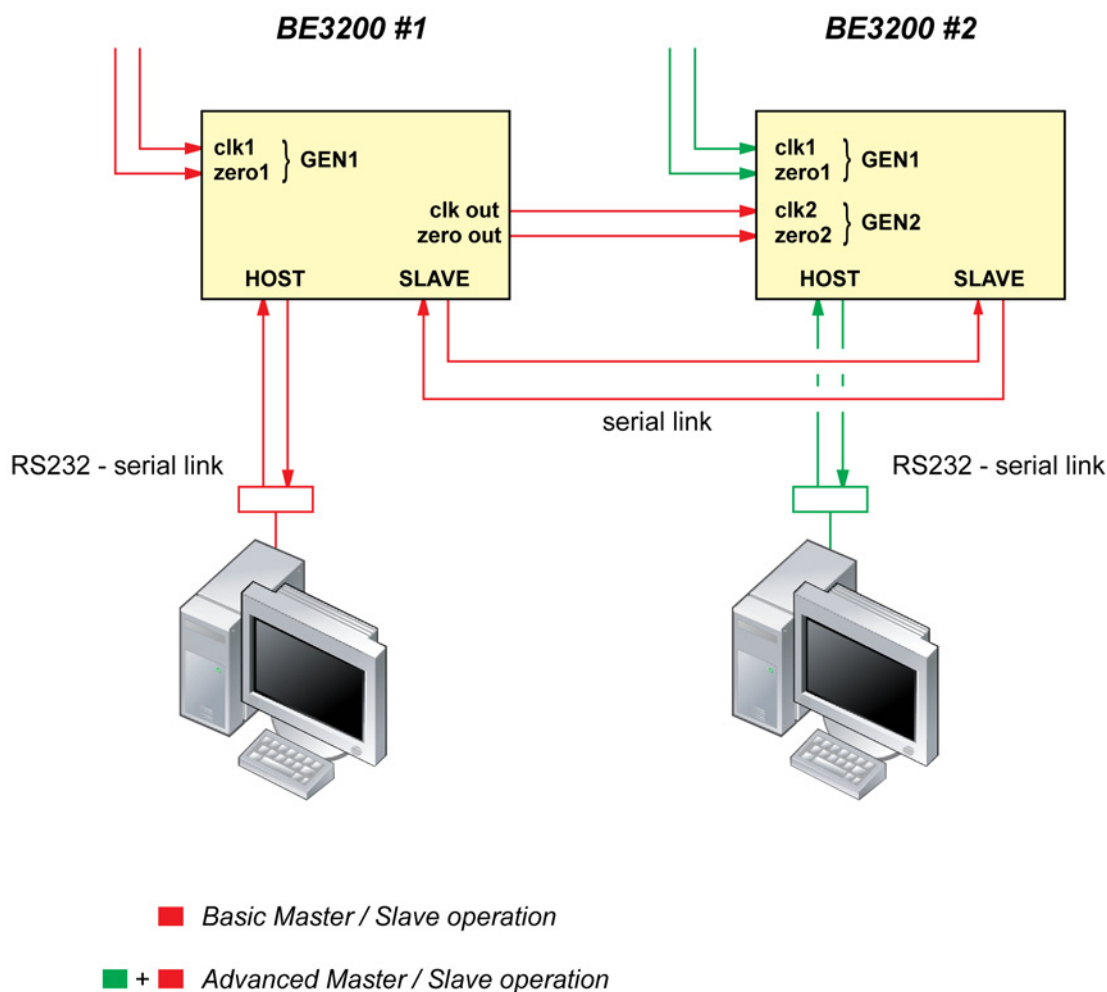 BE3200 #1
BE3200 #2
clk1
zero1
} GEN1
clk out
zero out
HOST
SLAVE
clk1
zero1
} GEN1
clk2
zero2
} GEN2
HOST
SLAVE
serial link
RS232 - serial link
RS232 - serial link
Basic Master / Slave operation
+ Advanced Master / Slave operation